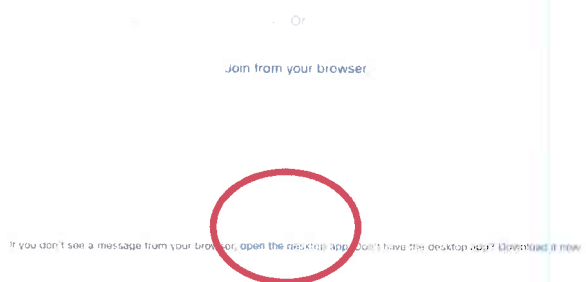 Or
Join from your browser
If you don't see a message from your browser, open the desktop app. Don't have the desktop app? Download it now